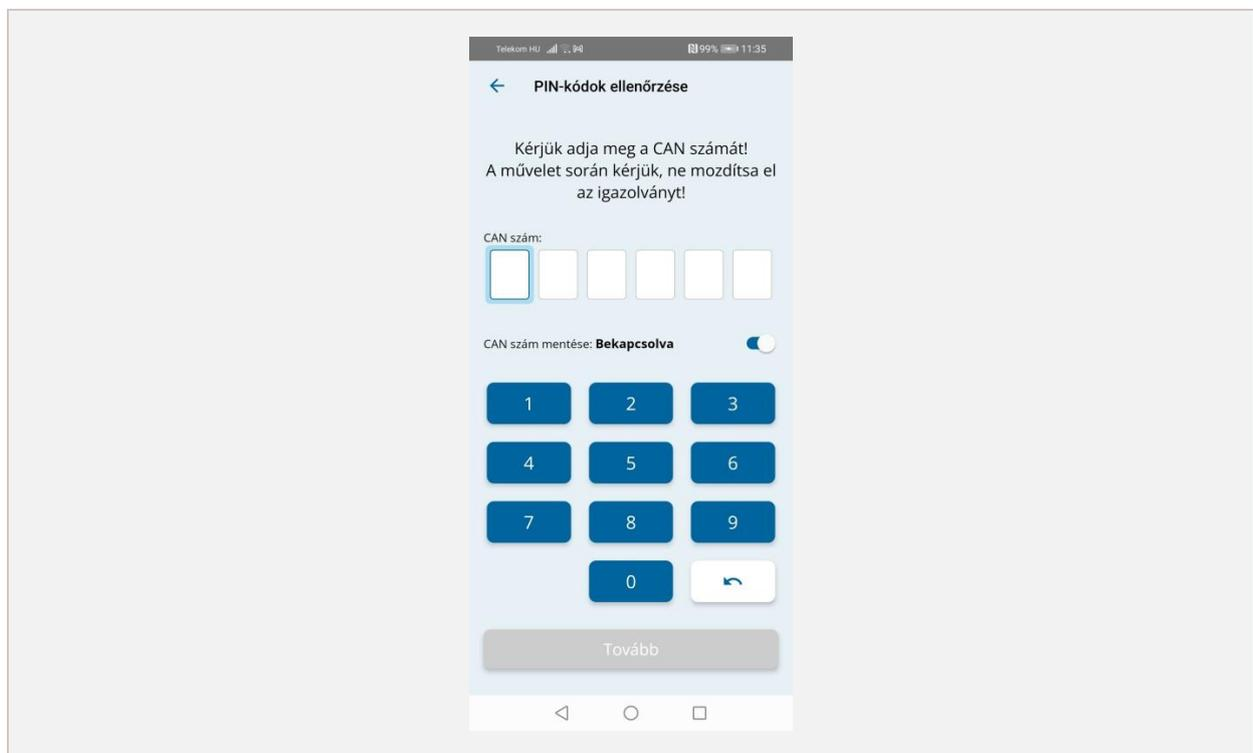 Telekom HU 99% 11:35
PIN-kódok ellenőrzése
Kérjük adja meg a CAN számát!
A művelet során kérjük, ne mozdítsa el
az igazolványt!
CAN szám:
CAN szám mentése: Bekapcsolva
1 2 3
4 5 6
7 8 9
0
Tovább